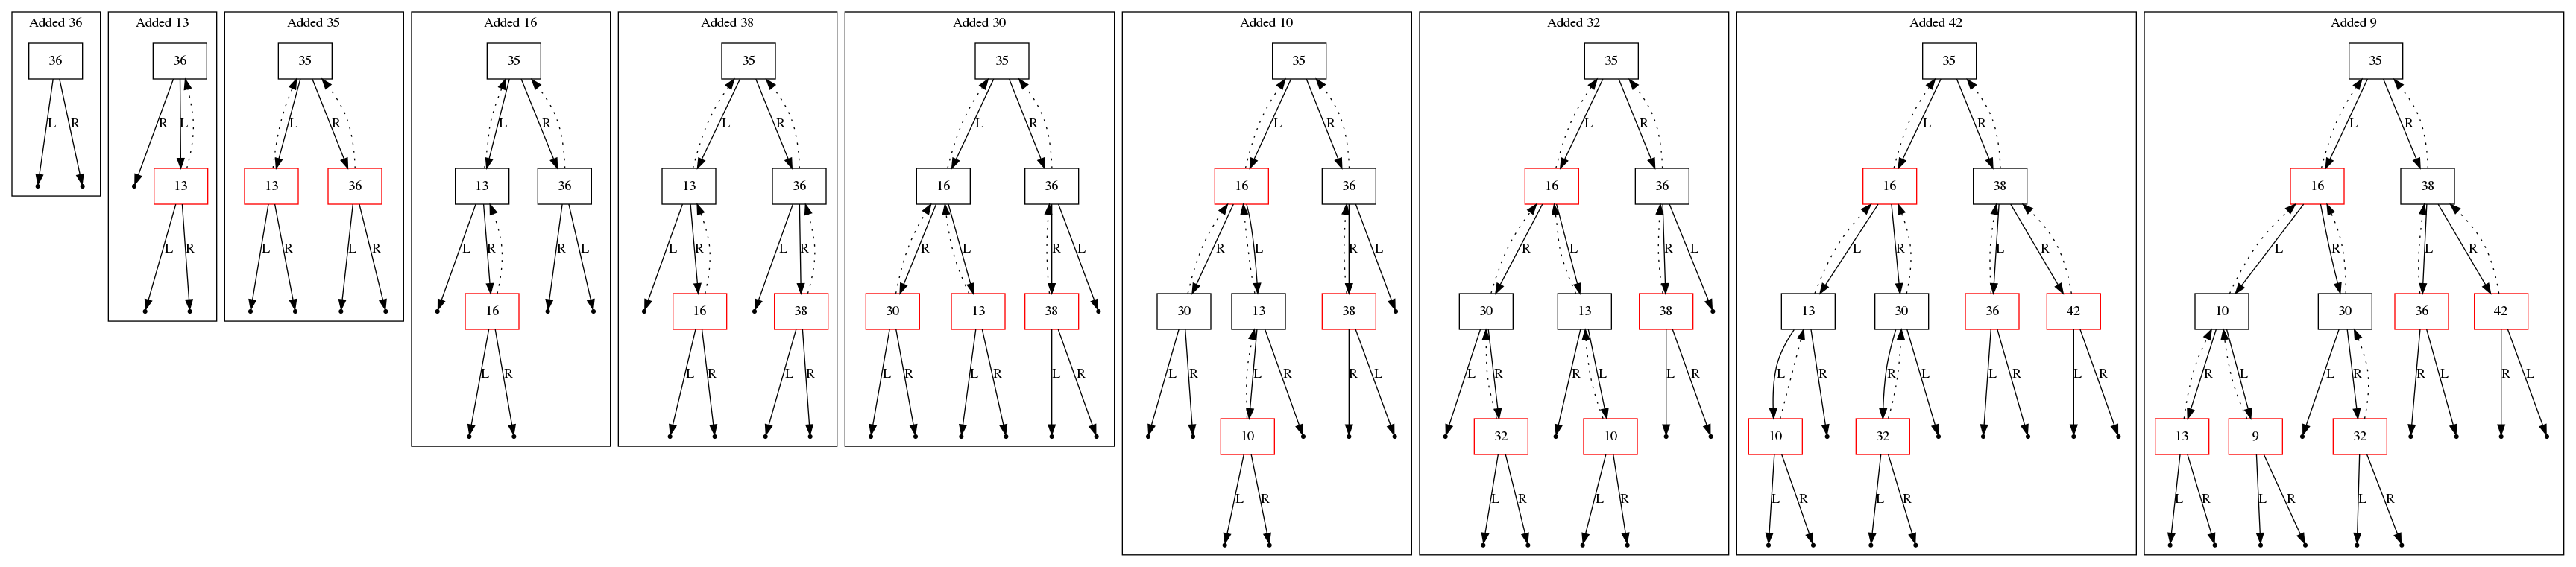 Added 36
36
L R
Added 13
36
R L
13
L R
Added 35
35
L R
13 36
L R L R
Added 16
35
L R
13 36
L R R L
16
L R
Added 38
35
L R
13 36
L R L R
16 38
L R L R
Added 30
35
L R
16 36
R L R L
30 13 38
L R L R L R
Added 10
35
L R
16 36
R L R L
30 13 38
L R L R R L
10
L R
Added 32
35
L R
16 36
R L R L
30 13 38
L R R L L R
32 10
L R L R
Added 42
35
L R
16 38
L R L R
13 30 36 42
L R R L L R L R
10 32
L R L R
Added 9
35
L R
16 38
L R L R
10 30 36 42
R L L R R L R L
13 9 32
L R L R L R